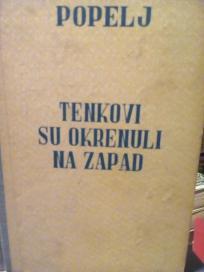 POPELJ
TENKOVI
SU OKRENULI
NA ZAPAD